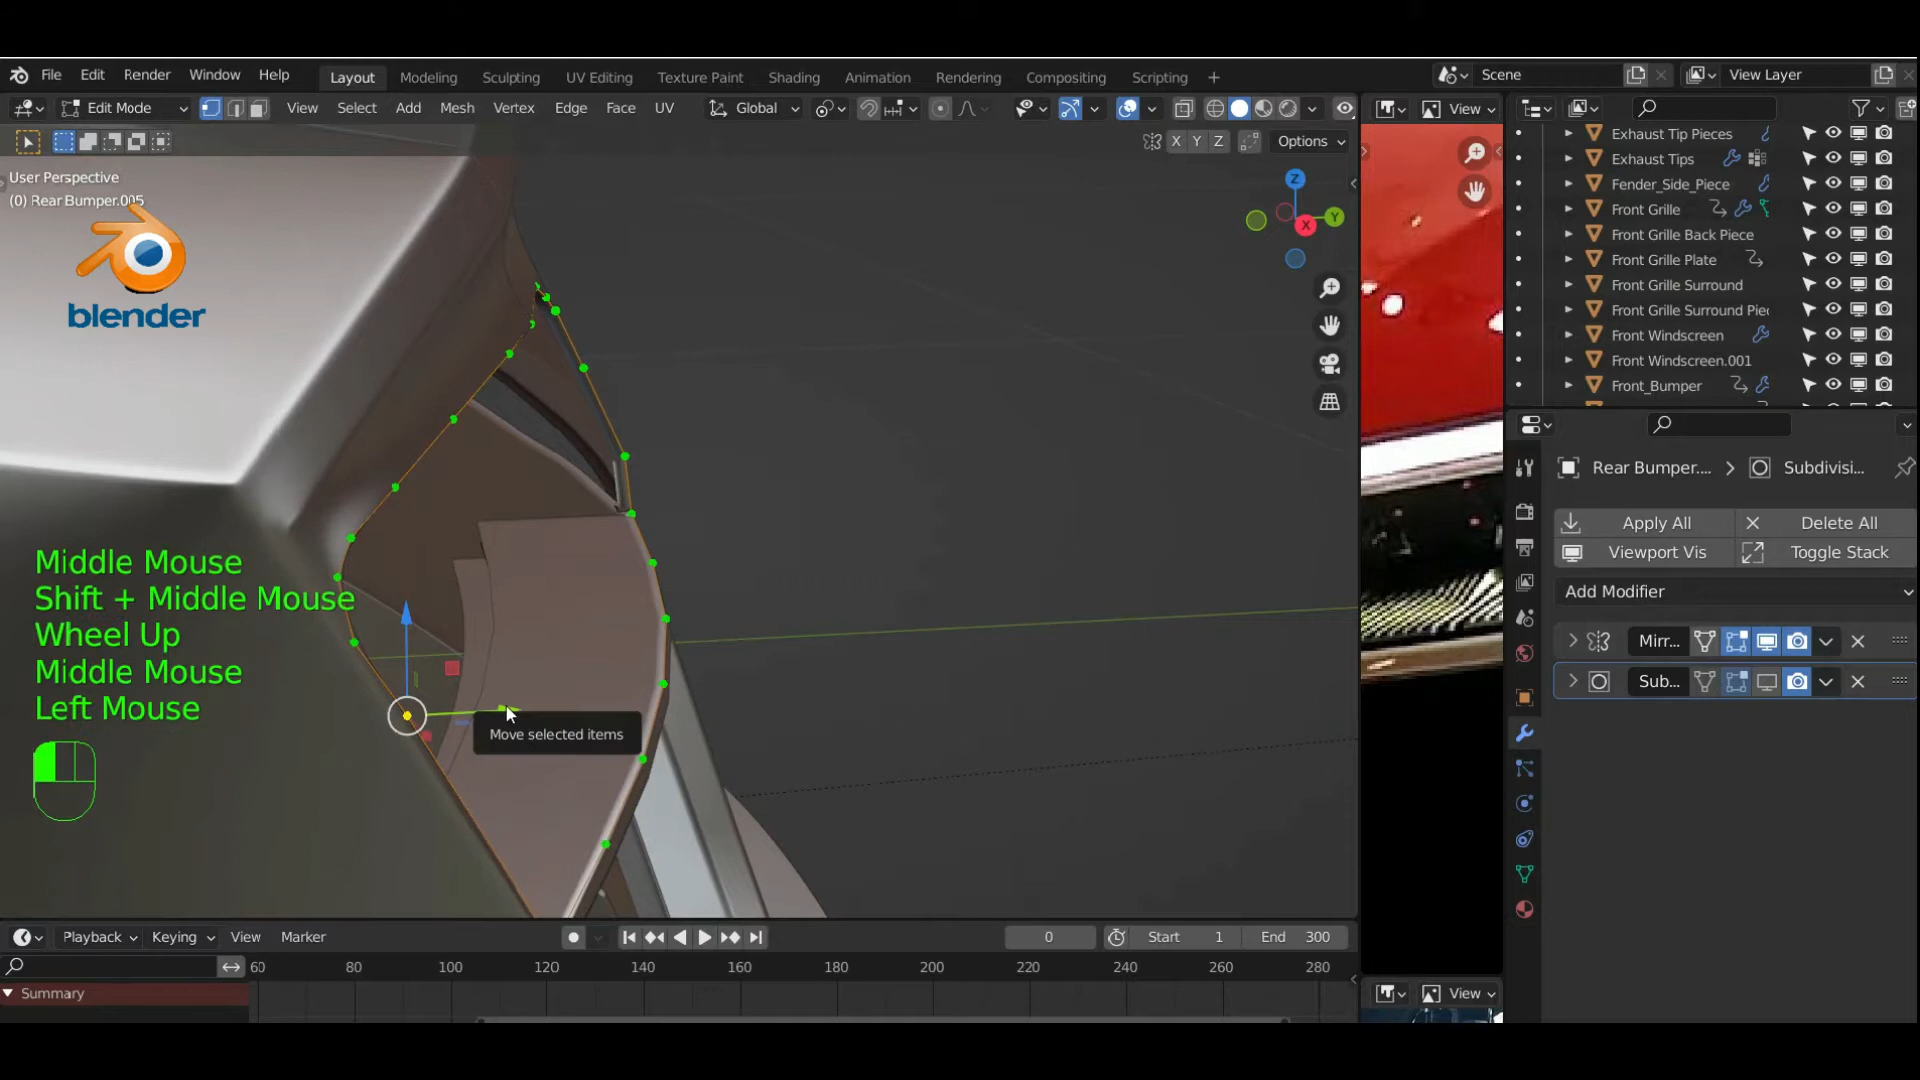 File Edit Render Window Help Layout Modeling Sculpting UV Editing Texture Paint Shading Animation Rendering Compositing Scripting + Scene View Layer
Edit Mode View Select Add Mesh Vertex Edge Face UV Global View
X Y Z Options
User Perspective
(0) Rear Bumper.005
blender
Z
Y
X
Middle Mouse
Shift + Middle Mouse
Wheel Up
Middle Mouse
Left Mouse
Move selected items
Exhaust Tip Pieces
Exhaust Tips
Fender_Side_Piece
Front Grille
Front Grille Back Piece
Front Grille Plate
Front Grille Surround
Front Grille Surround Pie
Front Windscreen
Front Windscreen.001
Front_Bumper
Rear Bumper.... Subdivisi...
Apply All Delete All
Viewport Vis Toggle Stack
Add Modifier
Mirr...
Sub...
Playback Keying View Marker 0 Start 1 End 300
60 80 100 120 140 160 180 200 220 240 260 280
Summary
View